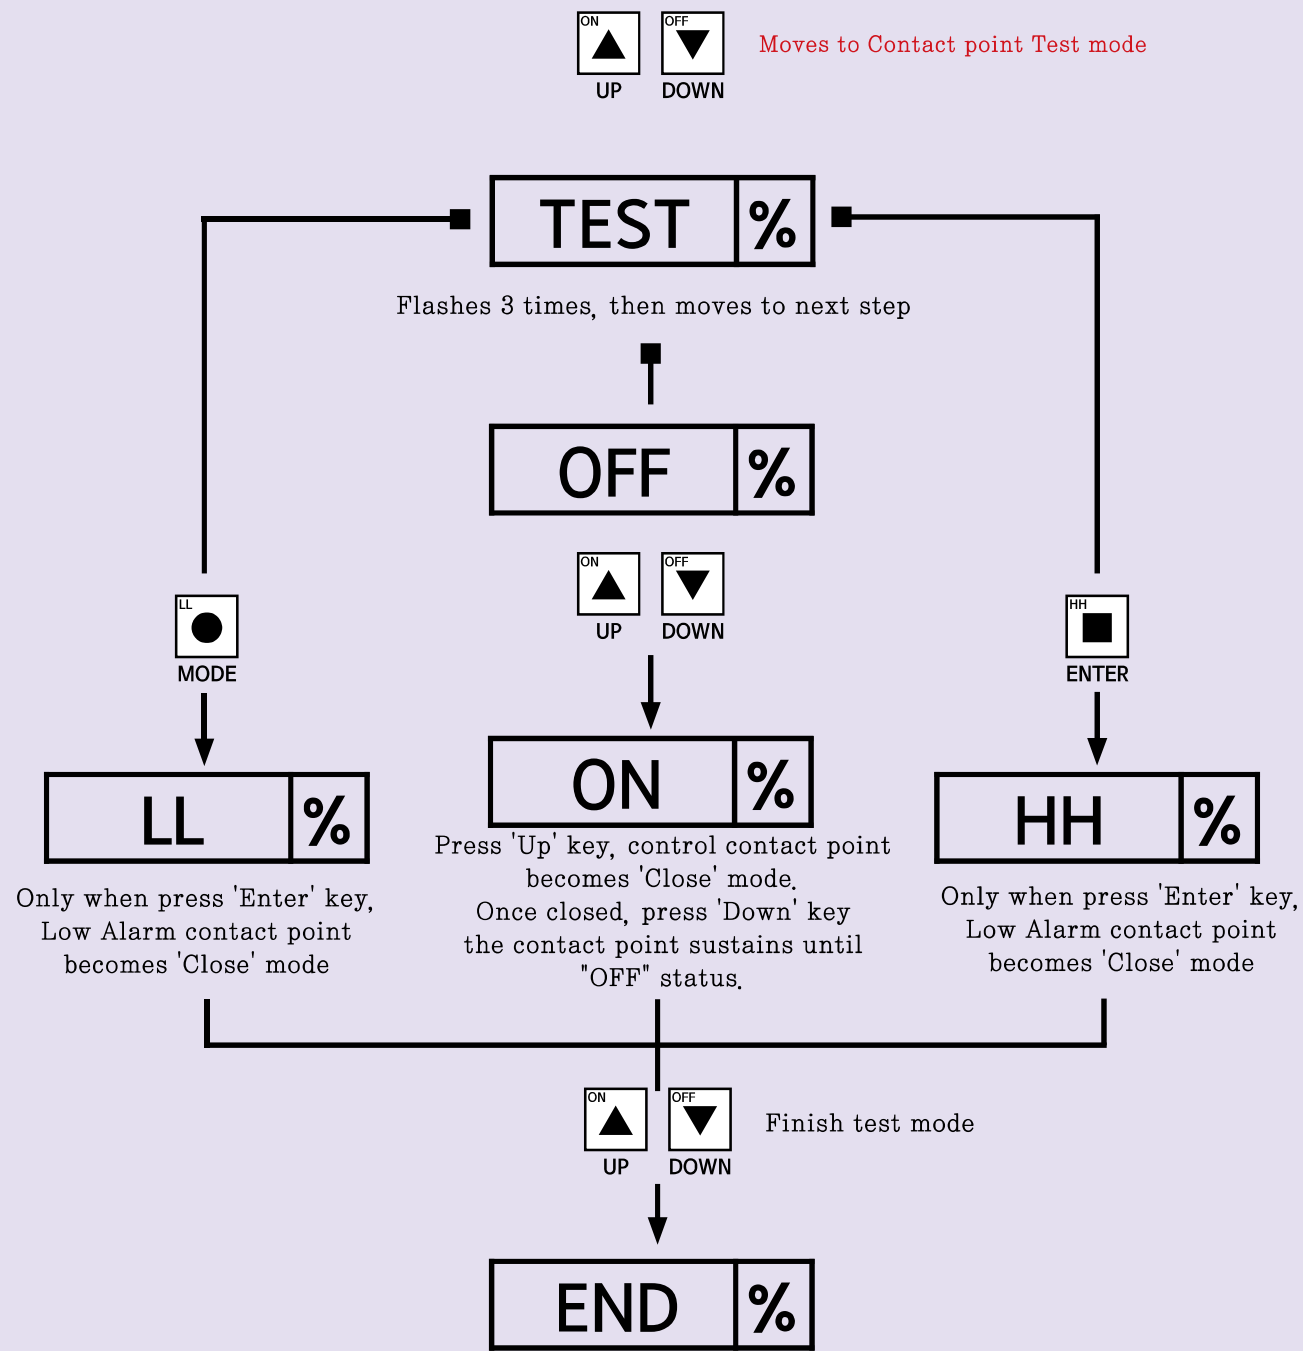 ON OFF
UP DOWN
Moves to Contact point Test mode
TEST %
Flashes 3 times, then moves to next step
OFF %
ON OFF
UP DOWN
LL
MODE
HH
ENTER
LL %
Only when press 'Enter' key,
Low Alarm contact point
becomes 'Close' mode
ON %
Press 'Up' key, control contact point
becomes 'Close' mode.
Once closed, press 'Down' key
the contact point sustains until
"OFF" status.
HH %
Only when press 'Enter' key,
Low Alarm contact point
becomes 'Close' mode
ON OFF
UP DOWN
Finish test mode
END %